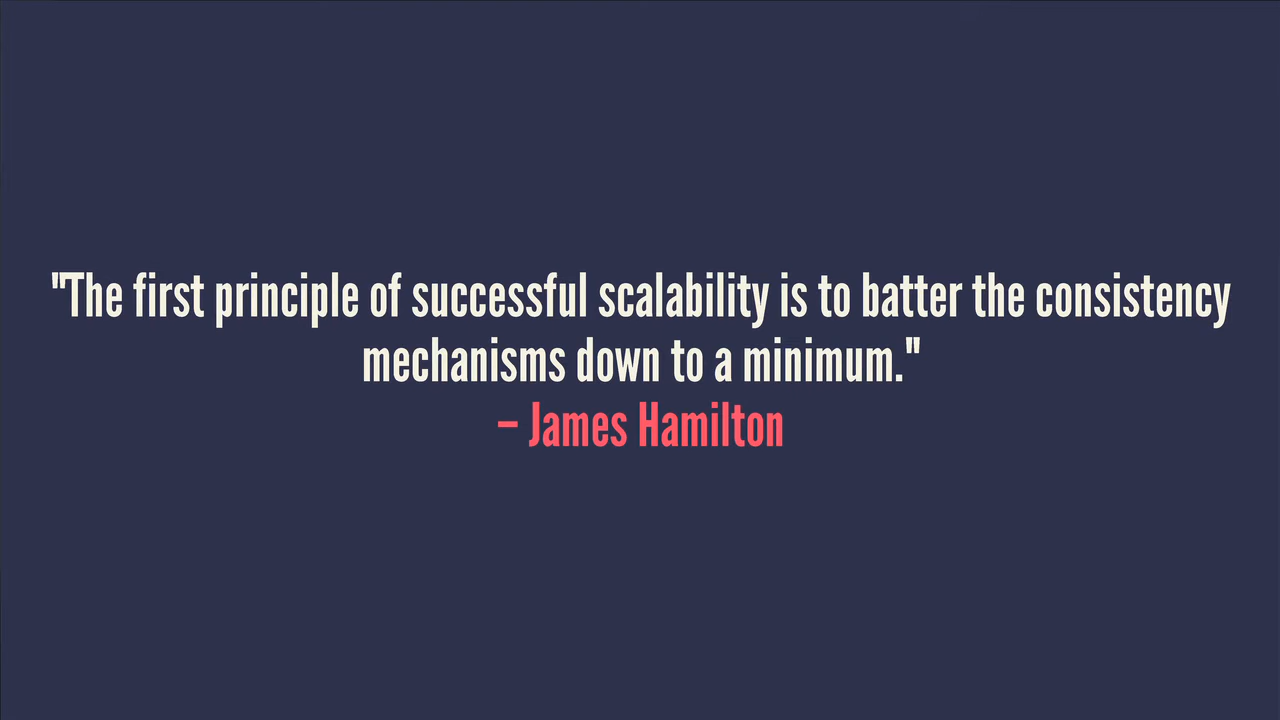 "The first principle of successful scalability is to batter the consistency
mechanisms down to a minimum."
– James Hamilton